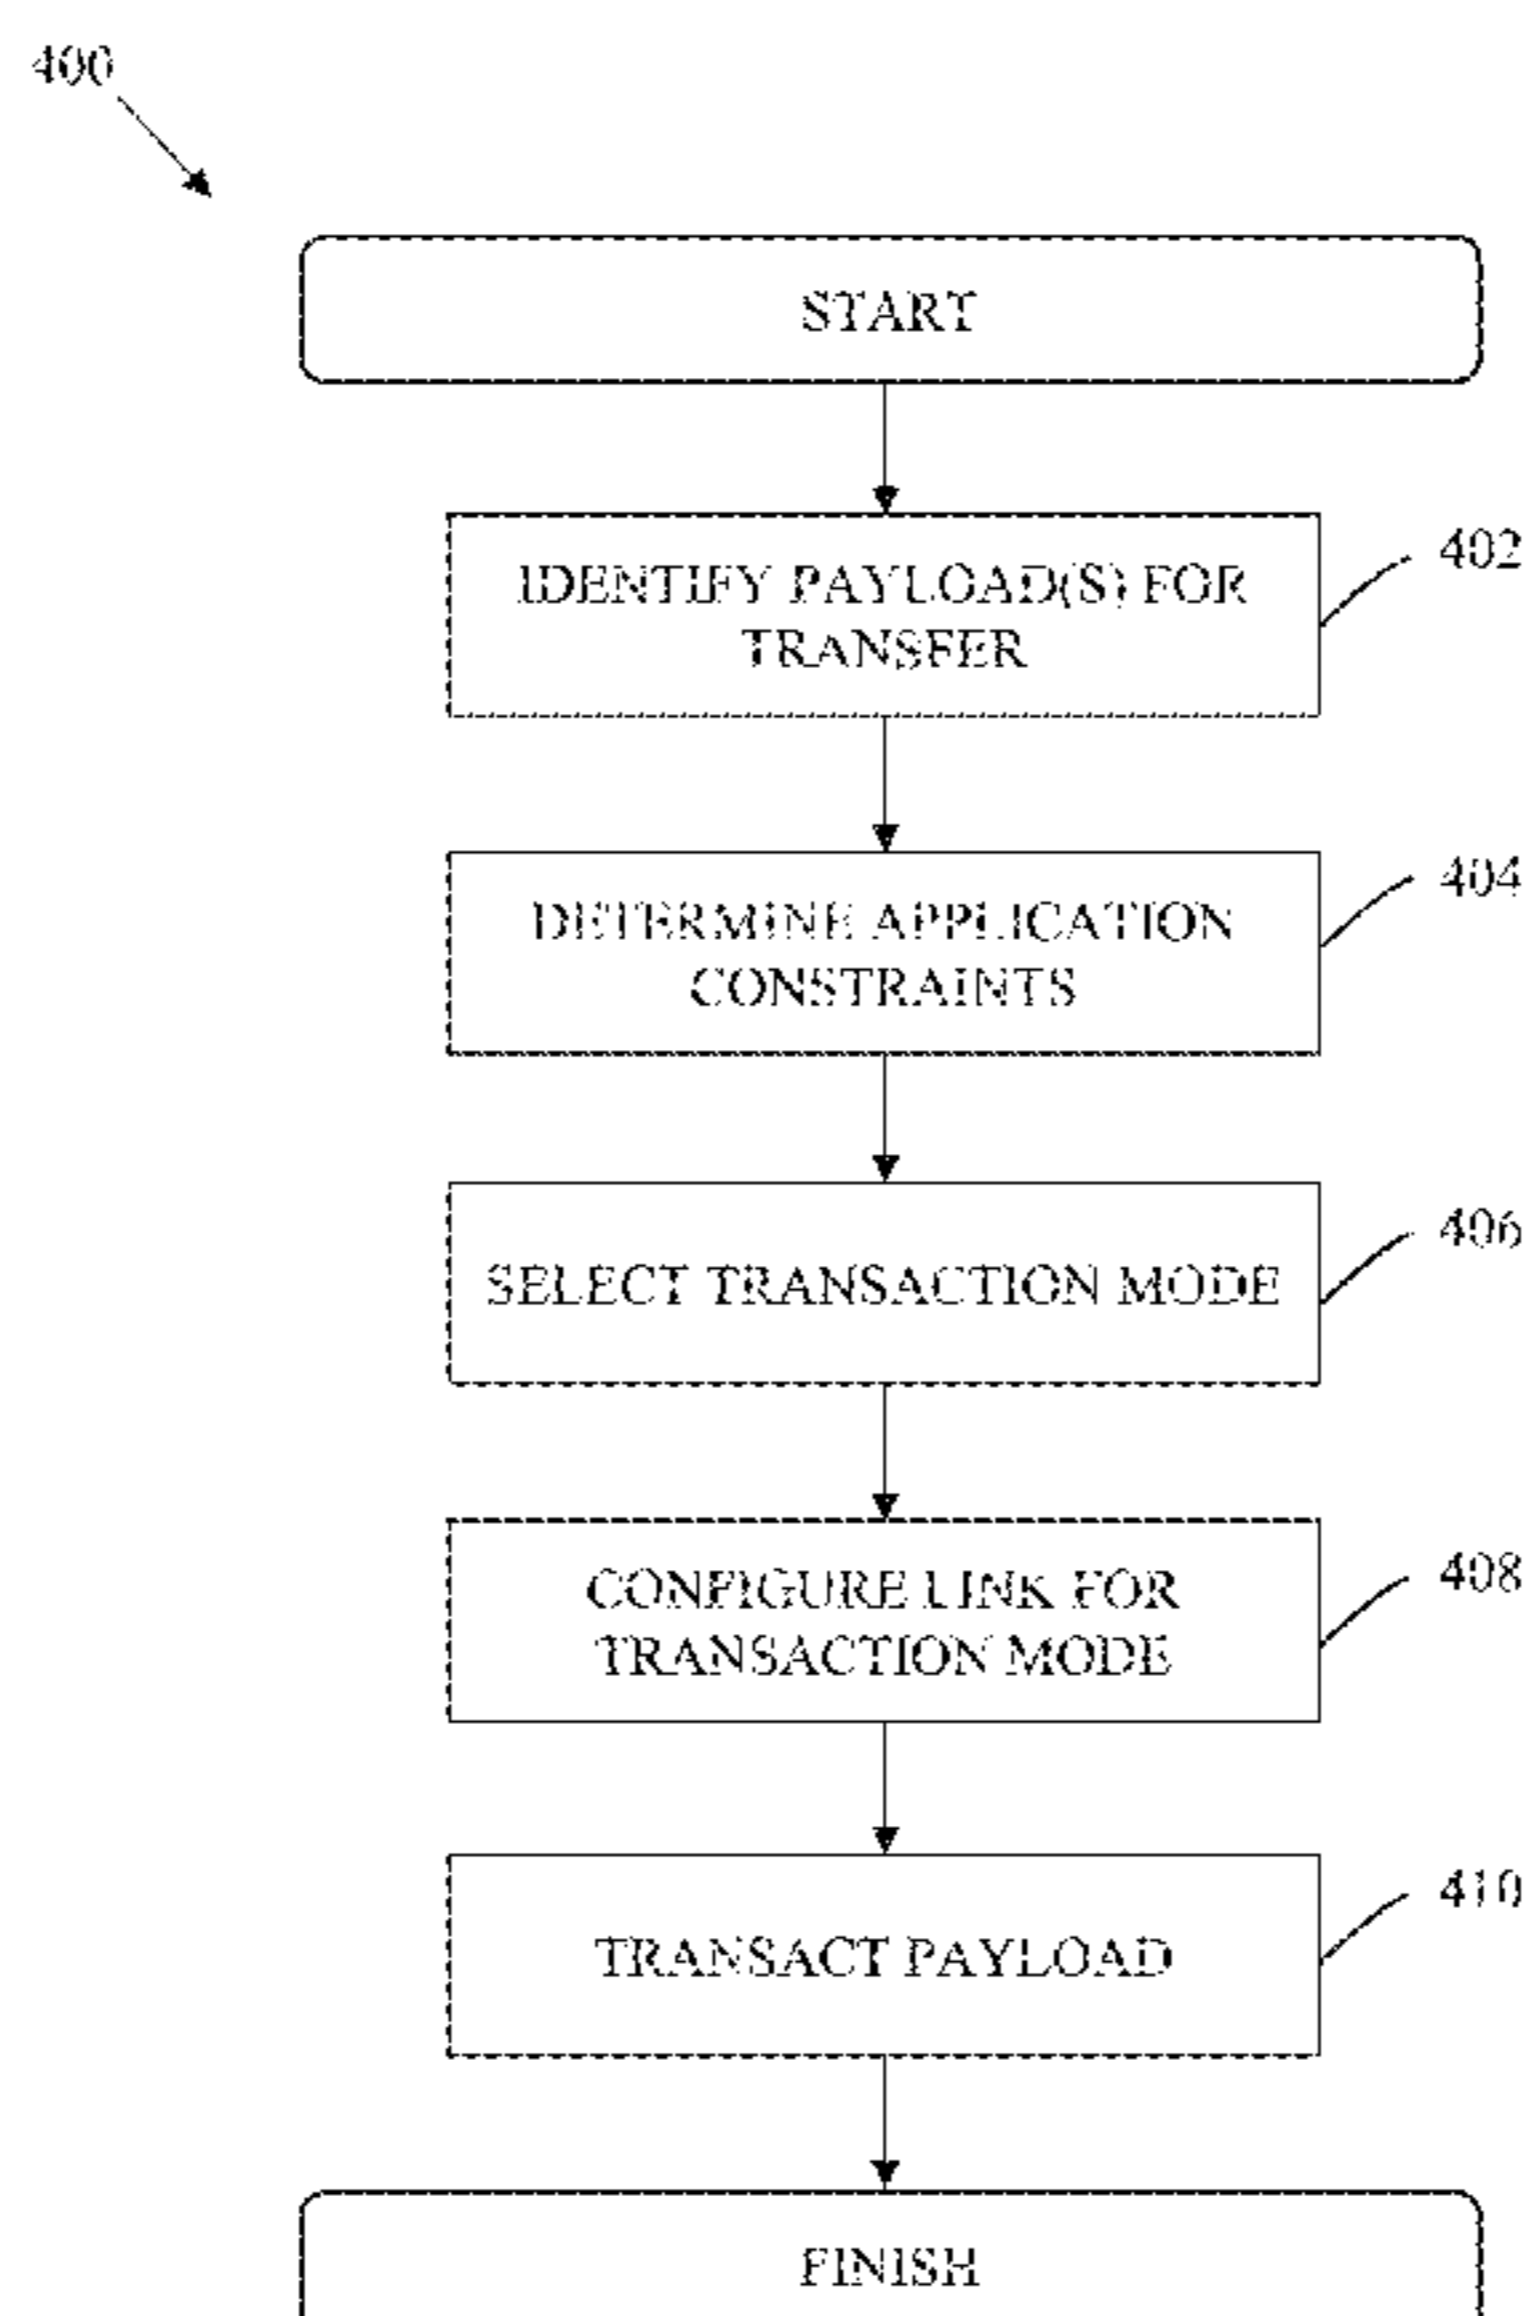 400
START
IDENTIFY PAYLOAD(S) FOR
TRANSFER
402
DETERMINE APPLICATION
CONSTRAINTS
404
SELECT TRANSACTION MODE
406
CONFIGURE LINK FOR
TRANSACTION MODE
408
TRANSACT PAYLOAD
410
FINISH